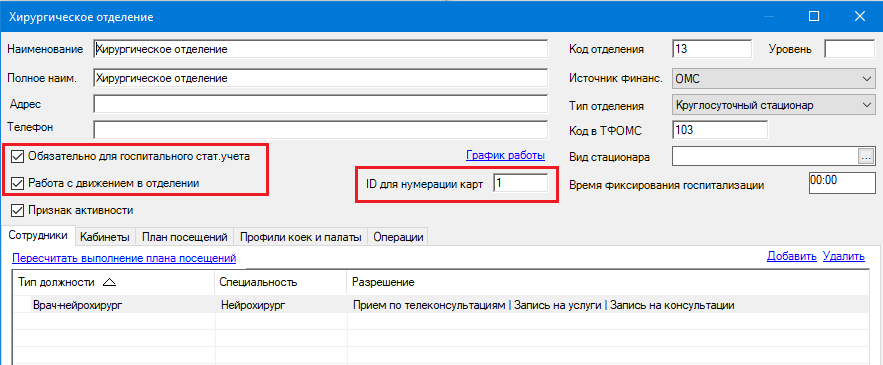 Хирургическое отделение
Наименование Хирургическое отделение Код отделения 13 Уровень
Полное наим. Хирургическое отделение Источник финанс. ОМС
Адрес Тип отделения Круглосуточный стационар
Телефон Код в ТФОМС 103
Обязательно для госпитального стат.учета График работы Вид стационара ...
Работа с движением в отделении ID для нумерации карт 1 Время фиксирования госпитализации 00:00
Признак активности
Сотрудники Кабинеты План посещений Профили коек и палаты Операции
Пересчитать выполнение плана посещений Добавить Удалить
Тип должности Специальность Разрешение
Врач-нейрохирург Нейрохирург Прием по телеконсультациям | Запись на услуги | Запись на консультации